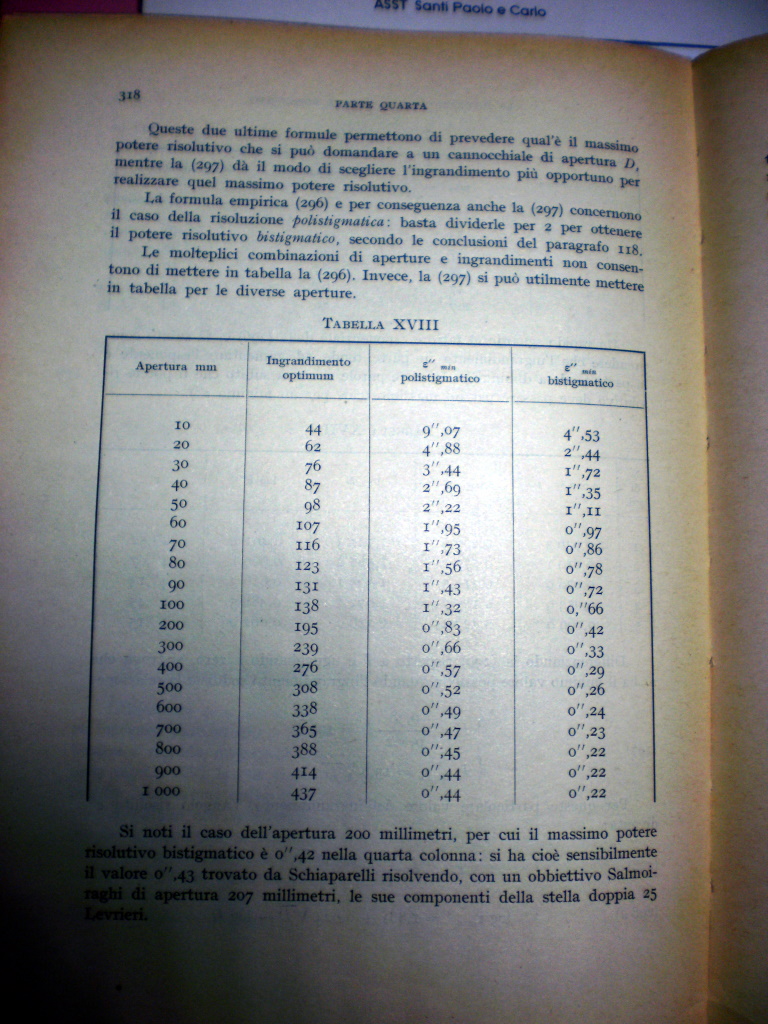 ASST Santi Paolo e Carlo
318
PARTE QUARTA
Queste due ultime formule permettono di prevedere qual'è il massimo
potere risolutivo che si può domandare a un cannocchiale di apertura D,
mentre la (297) dà il modo di scegliere l'ingrandimento più opportuno per
realizzare quel massimo potere risolutivo.
La formula empirica (296) e per conseguenza anche la (297) concernono
il caso della risoluzione polistigmatica: basta dividerle per 2 per ottenere
il potere risolutivo bistigmatico, secondo le conclusioni del paragrafo 118.
Le molteplici combinazioni di aperture e ingrandimenti non consen-
tono di mettere in tabella la (296). Invece, la (297) si può utilmente mettere
in tabella per le diverse aperture.
TABELLA XVIII
Apertura mm | Ingrandimento optimum | ε'' min polistigmatico | ε'' min bistigmatico
10 44 9'',07 4'',53
20 62 4'',88 2'',44
30 76 3'',44 1'',72
40 87 2'',69 1'',35
50 98 2'',22 1'',11
60 107 1'',95 0'',97
70 116 1'',73 0'',86
80 123 1'',56 0'',78
90 131 1'',43 0'',72
100 138 1'',32 0,''66
200 195 0'',83 0'',42
300 239 0'',66 0'',33
400 276 0'',57 0'',29
500 308 0'',52 0'',26
600 338 0'',49 0'',24
700 365 0'',47 0'',23
800 388 0'',45 0'',22
900 414 0'',44 0'',22
1 000 437 0'',44 0'',22
Si noti il caso dell'apertura 200 millimetri, per cui il massimo potere
risolutivo bistigmatico è 0'',42 nella quarta colonna: si ha cioè sensibilmente
il valore 0'',43 trovato da Schiaparelli risolvendo, con un obbiettivo Salmoi-
raghi di apertura 207 millimetri, le sue componenti della stella doppia 25
Levrieri.